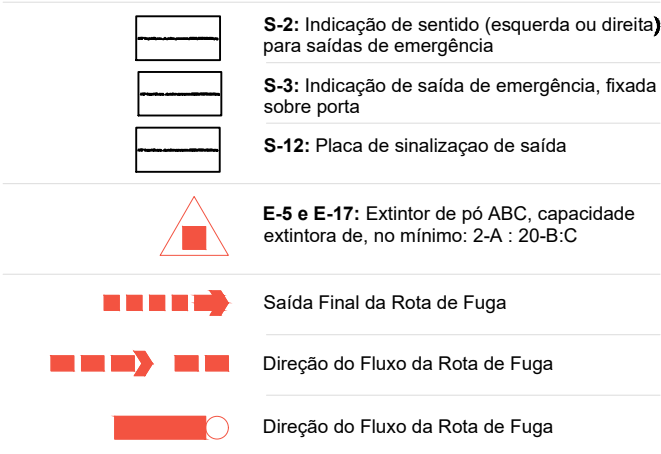 S-2: Indicação de sentido (esquerda ou direita)
para saídas de emergência
S-3: Indicação de saída de emergência, fixada
sobre porta
S-12: Placa de sinalizaçao de saída
E-5 e E-17: Extintor de pó ABC, capacidade
extintora de, no mínimo: 2-A : 20-B:C
Saída Final da Rota de Fuga
Direção do Fluxo da Rota de Fuga
Direção do Fluxo da Rota de Fuga